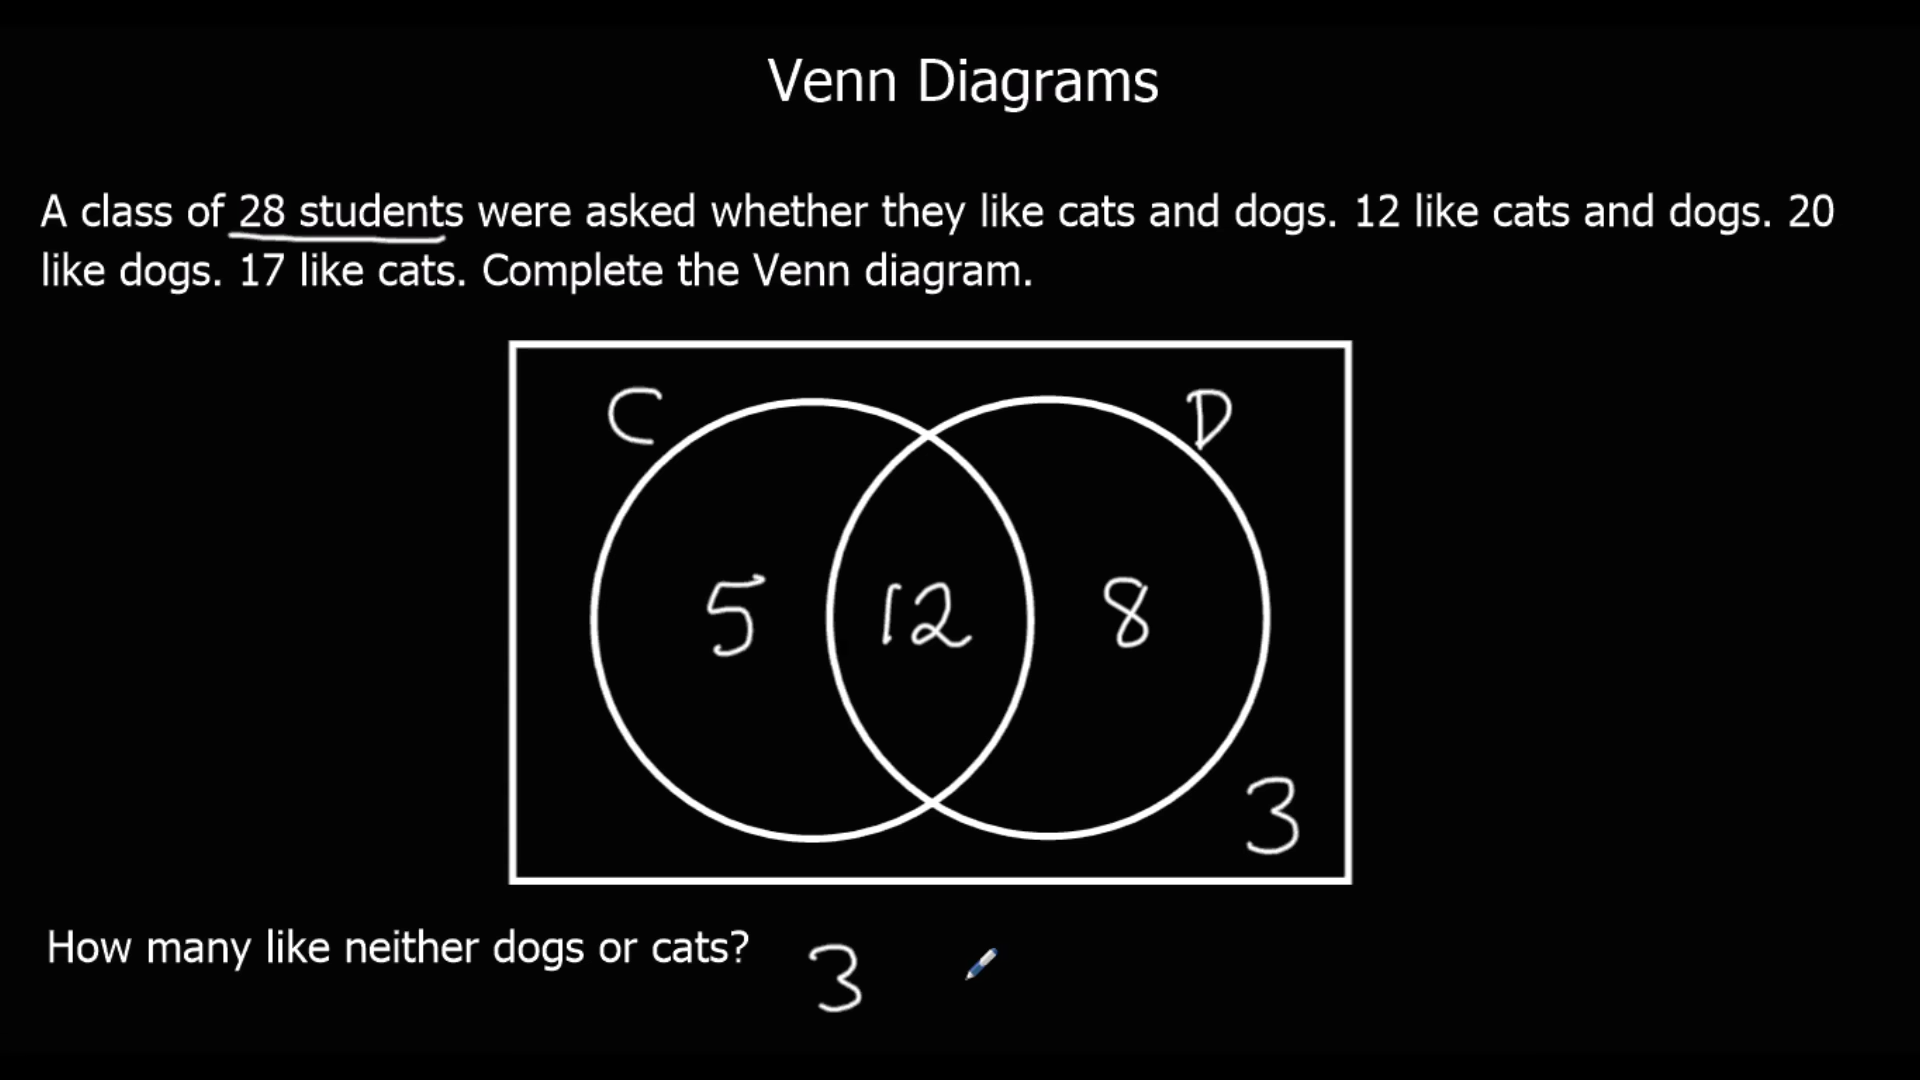 Venn Diagrams
A class of 28 students were asked whether they like cats and dogs. 12 like cats and dogs. 20
like dogs. 17 like cats. Complete the Venn diagram.
C D
5 12 8
3
How many like neither dogs or cats? 3